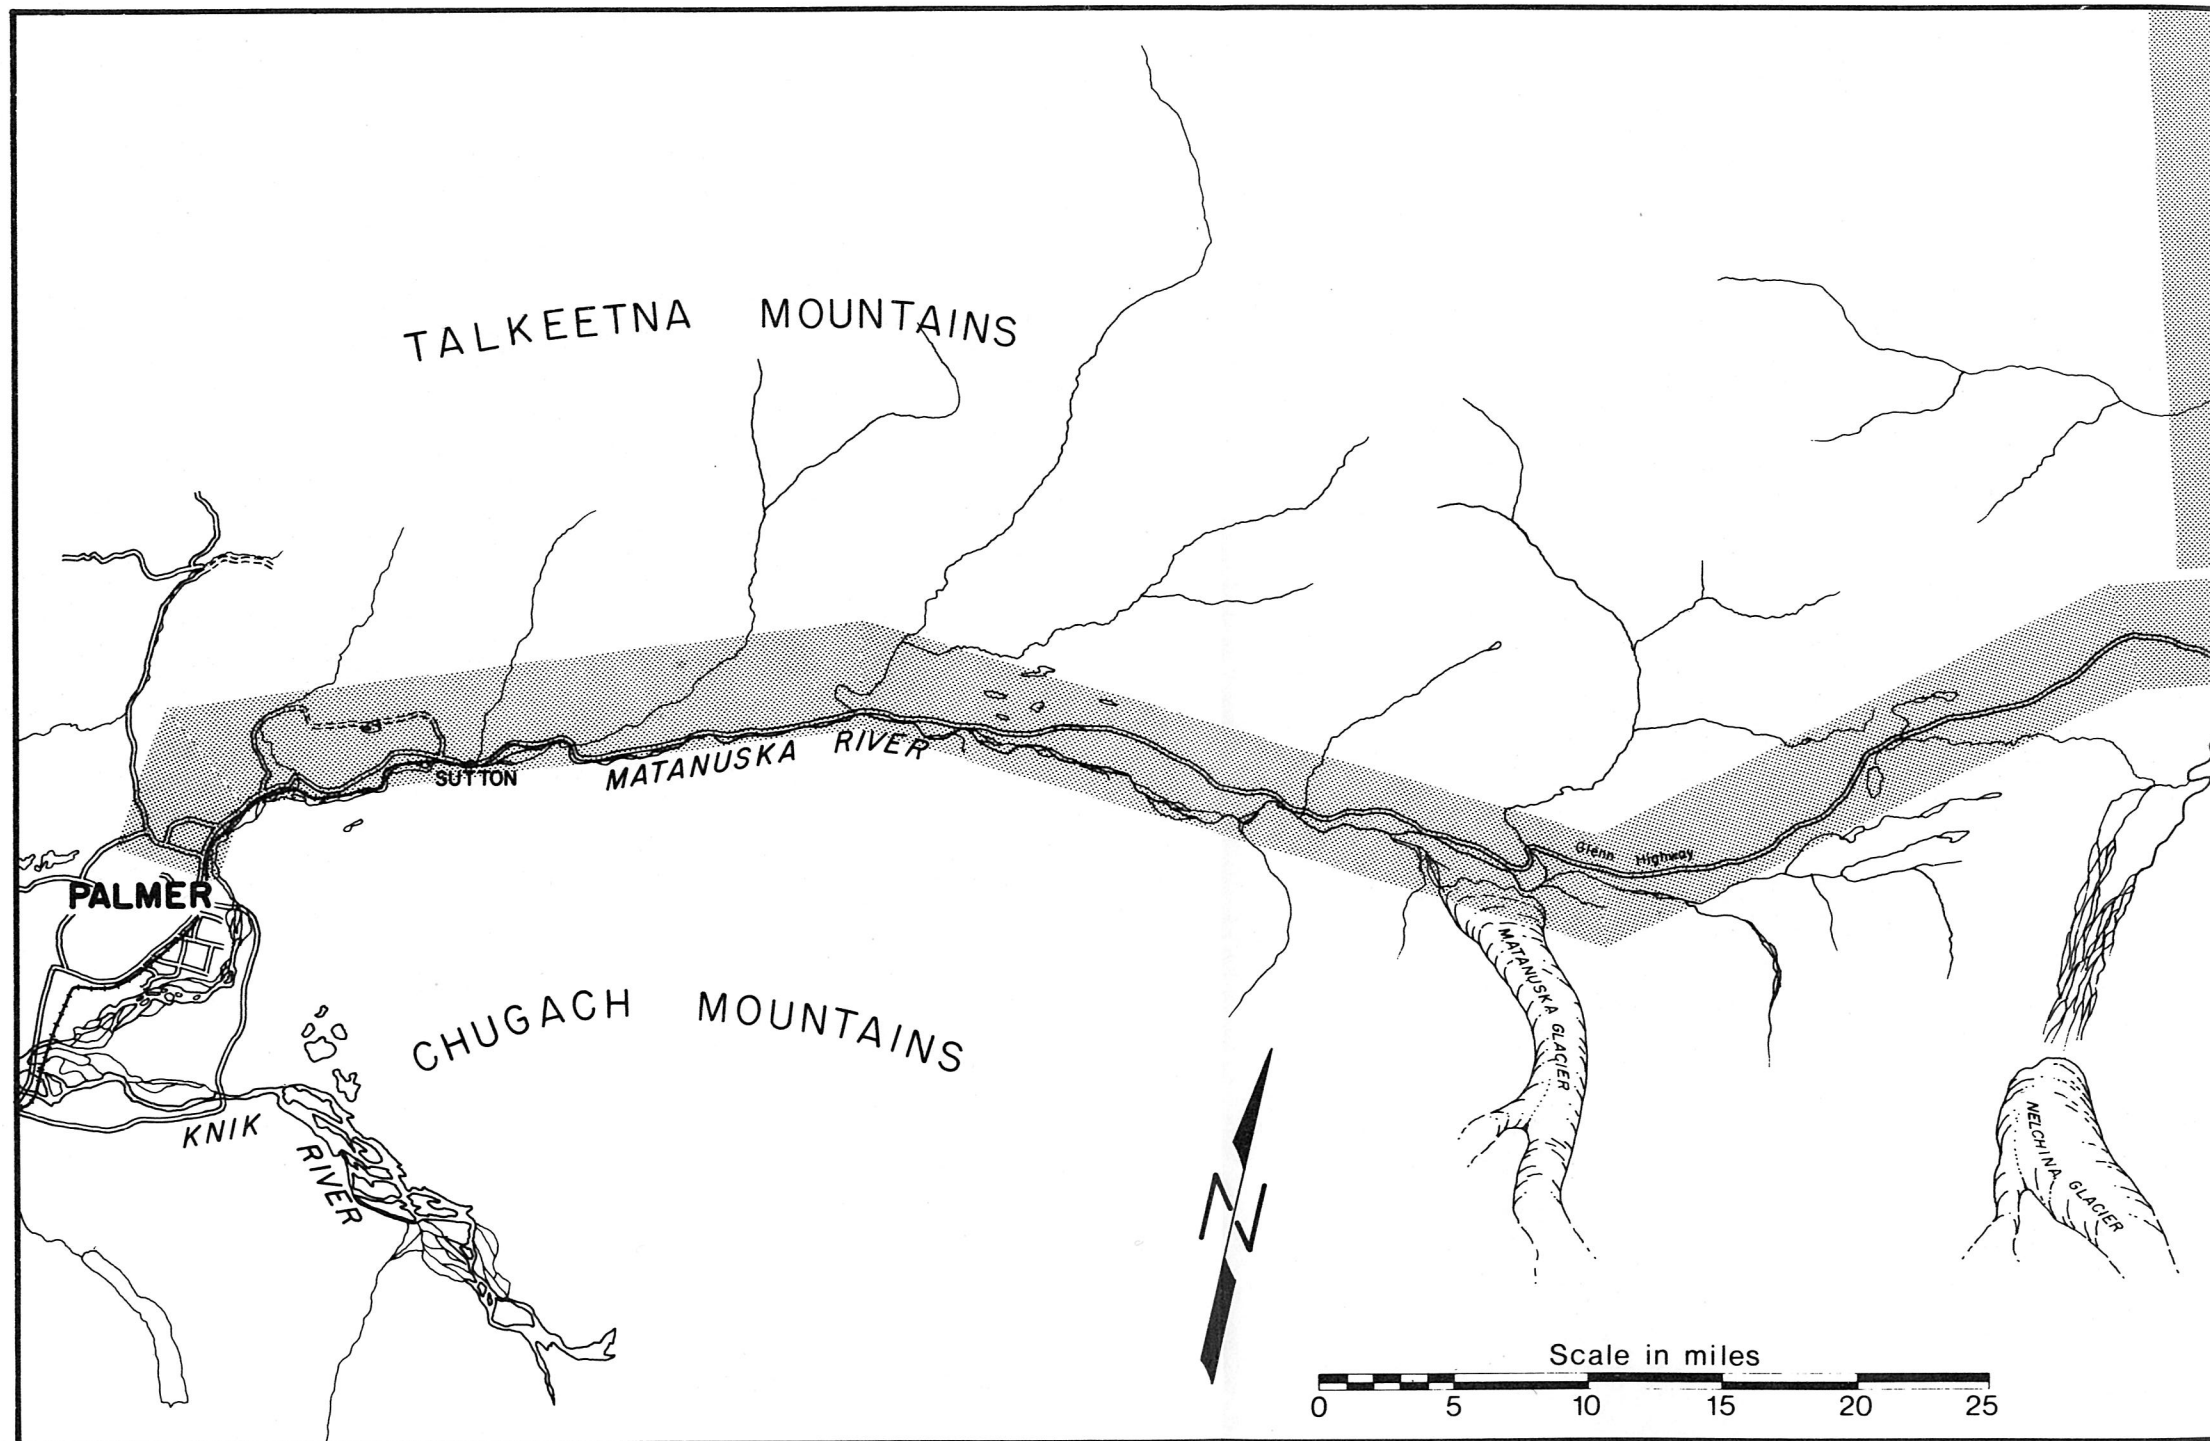 TALKEETNA MOUNTAINS
SUTTON
MATANUSKA RIVER
Glenn Highway
PALMER
MATANUSKA GLACIER
CHUGACH MOUNTAINS
KNIK RIVER
NELCHINA GLACIER
N
Scale in miles
0 5 10 15 20 25